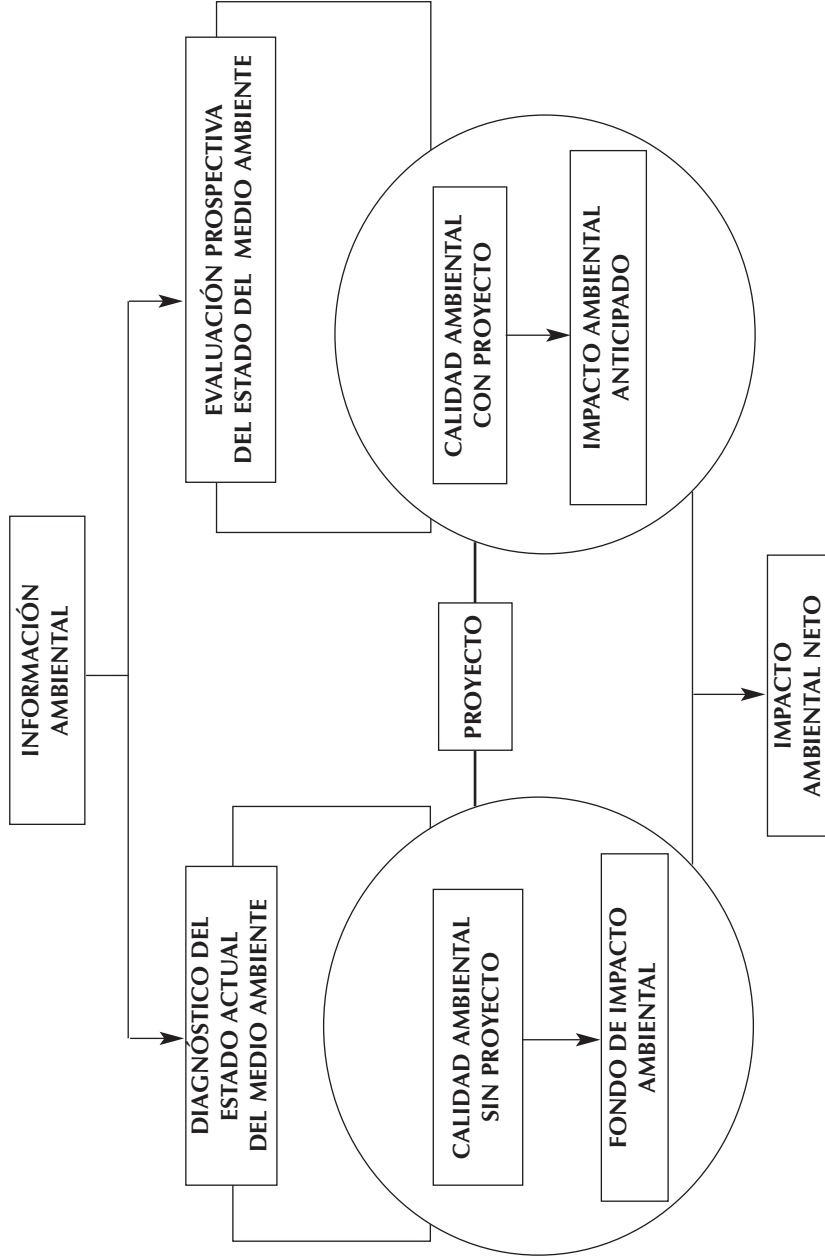 INFORMACIÓN
AMBIENTAL
DIAGNÓSTICO DEL
ESTADO ACTUAL
DEL MEDIO AMBIENTE
EVALUACIÓN PROSPECTIVA
DEL ESTADO DEL MEDIO AMBIENTE
CALIDAD AMBIENTAL
SIN PROYECTO
FONDO DE IMPACTO
AMBIENTAL
PROYECTO
CALIDAD AMBIENTAL
CON PROYECTO
IMPACTO AMBIENTAL
ANTICIPADO
IMPACTO
AMBIENTAL NETO